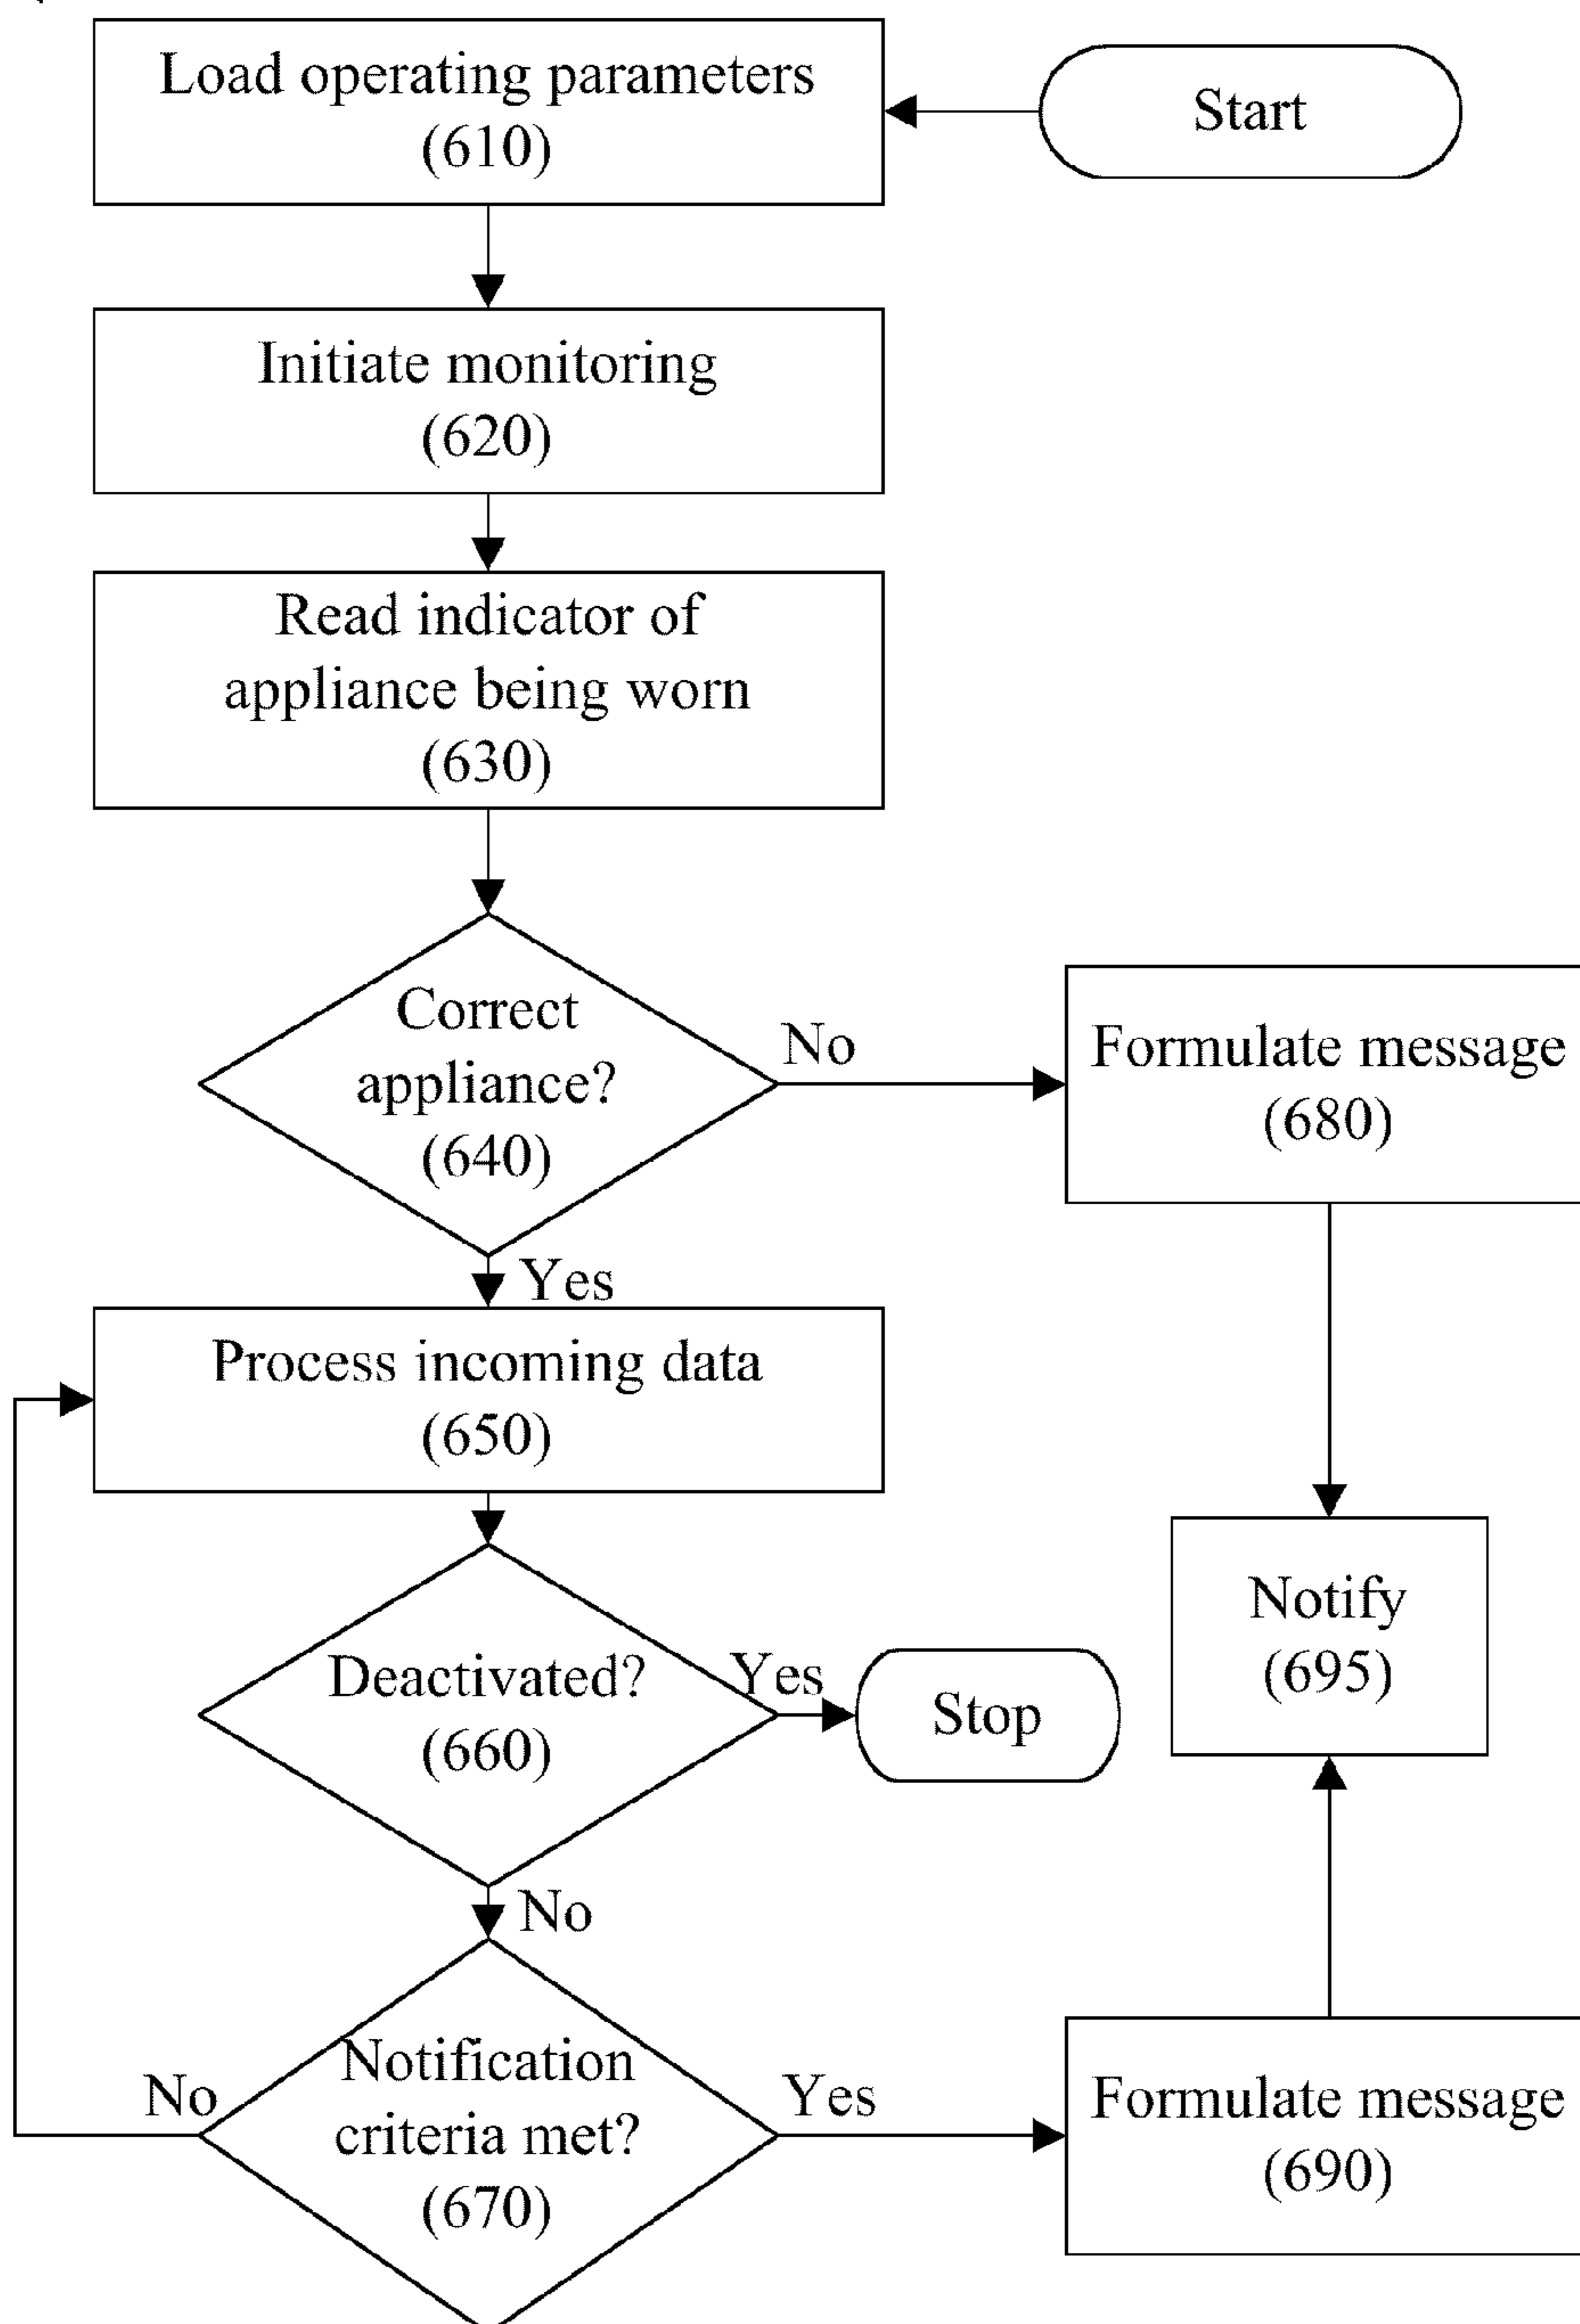 Load operating parameters
(610)
Start
Initiate monitoring
(620)
Read indicator of
appliance being worn
(630)
Correct
appliance?
(640)
No
Formulate message
(680)
Yes
Process incoming data
(650)
Deactivated?
(660)
Yes
Stop
Notify
(695)
No
Notification
criteria met?
(670)
No
Yes
Formulate message
(690)